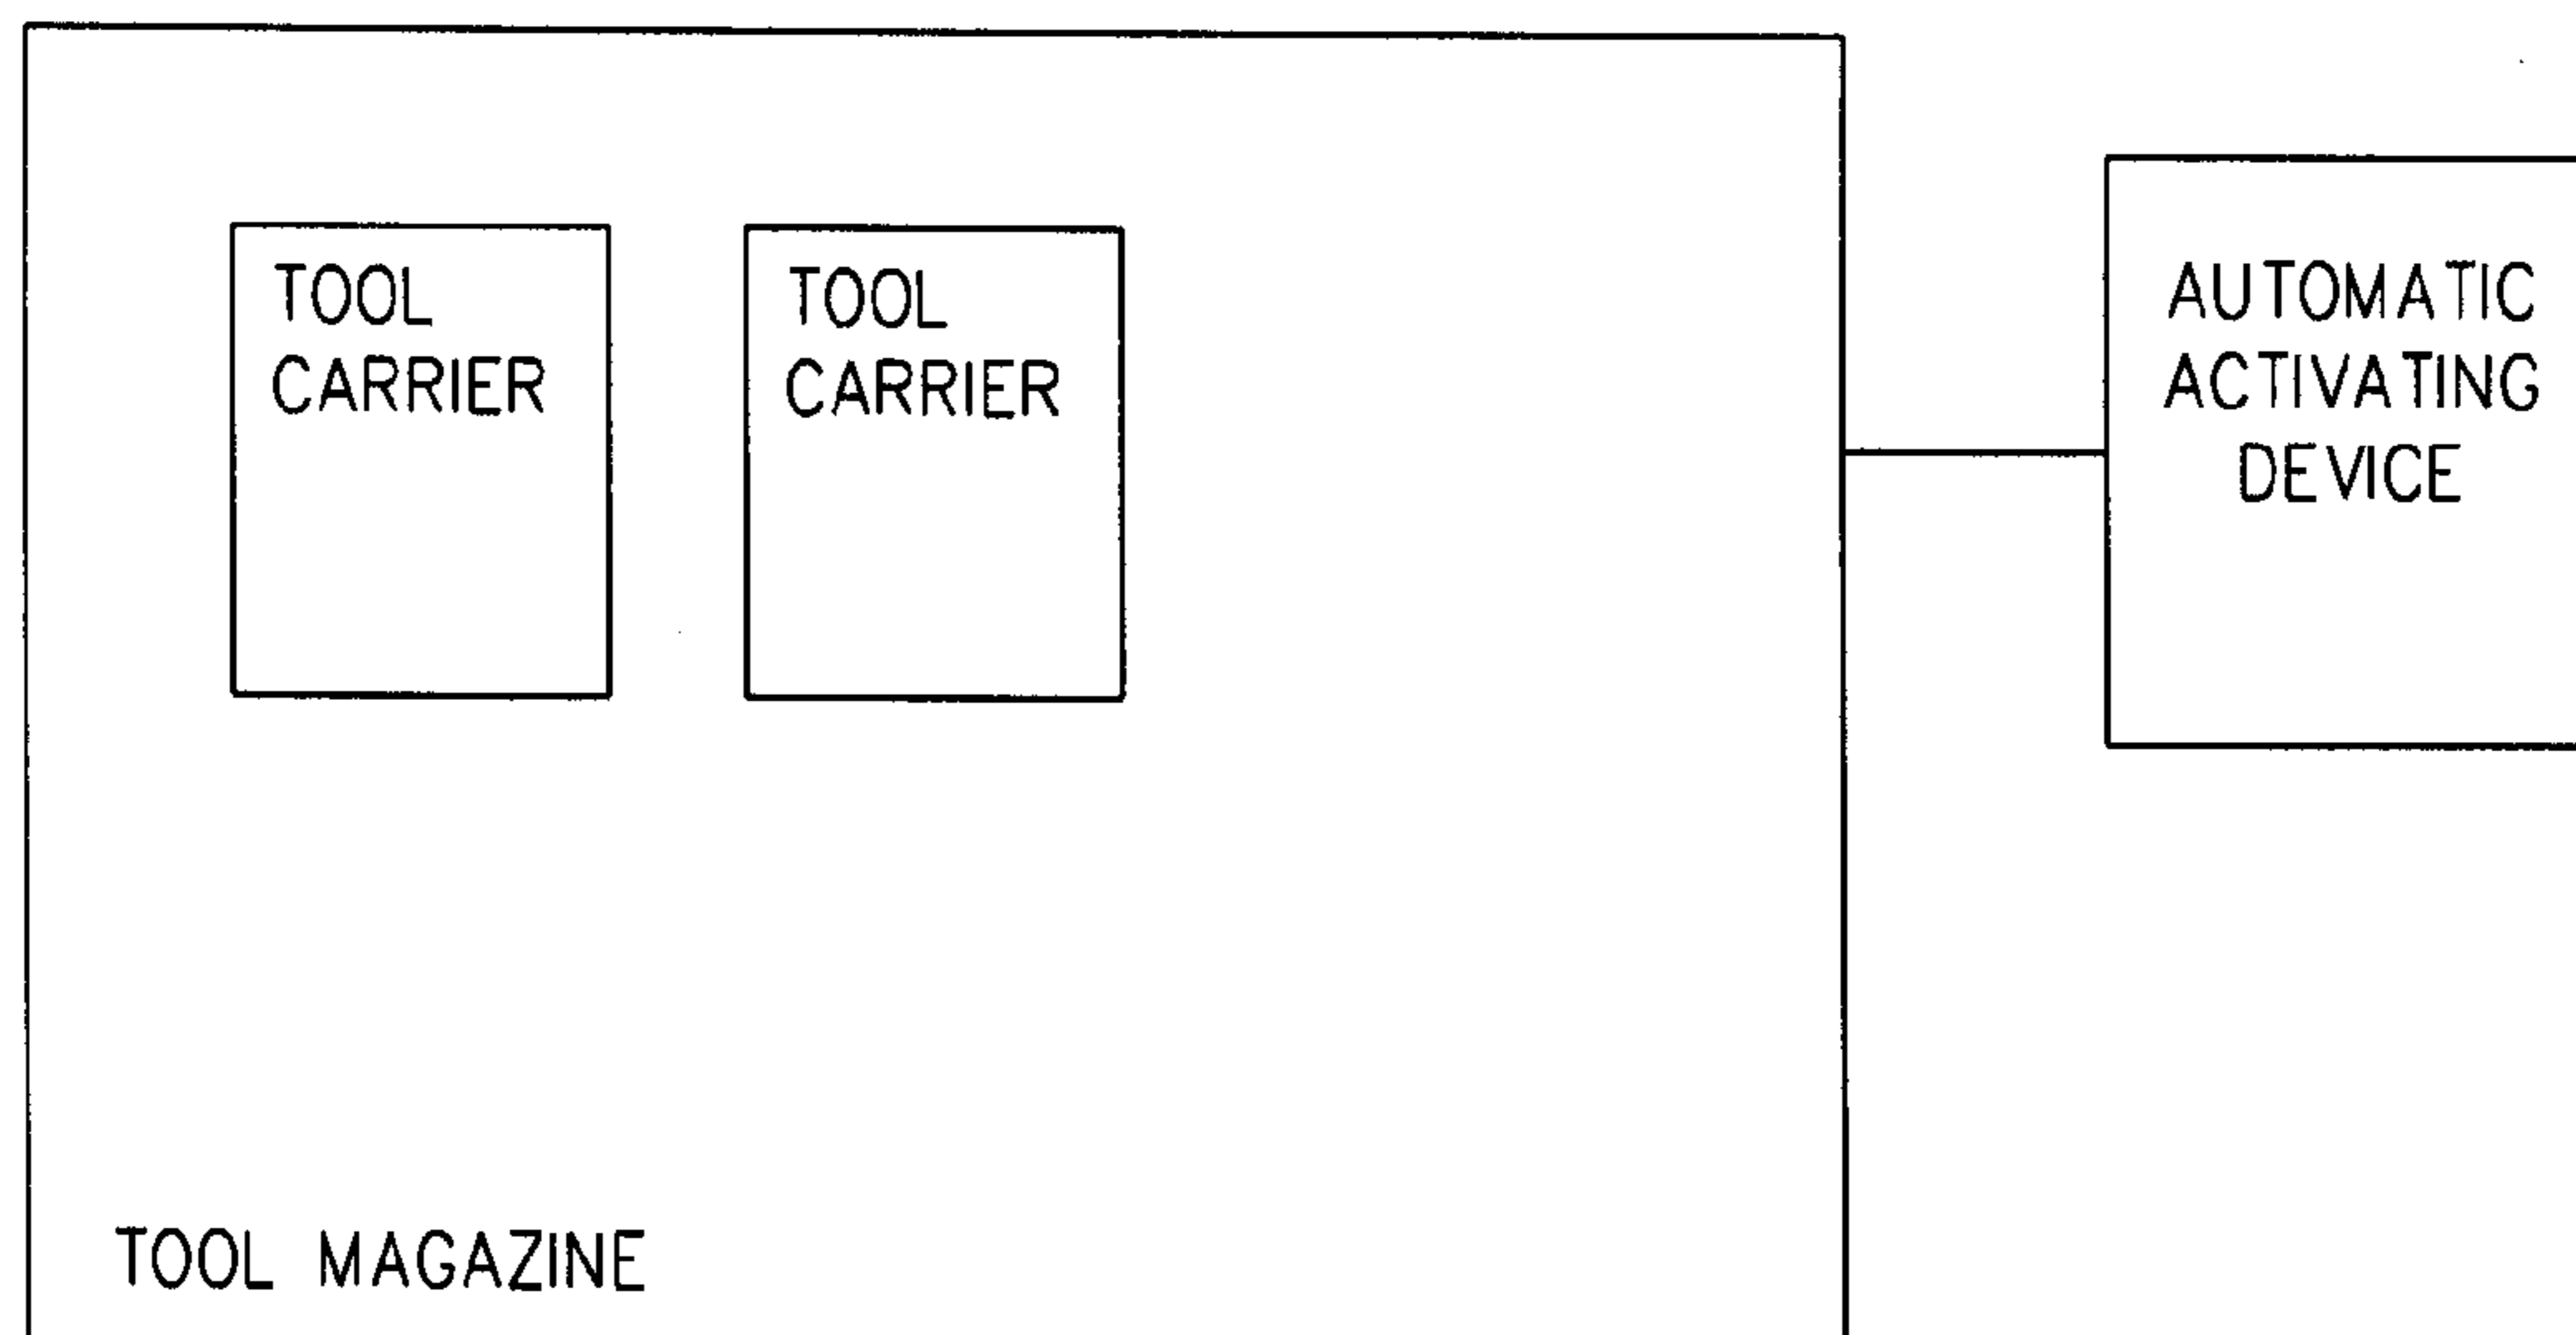 TOOL
CARRIER
TOOL
CARRIER
AUTOMATIC
ACTIVATING
DEVICE
TOOL MAGAZINE